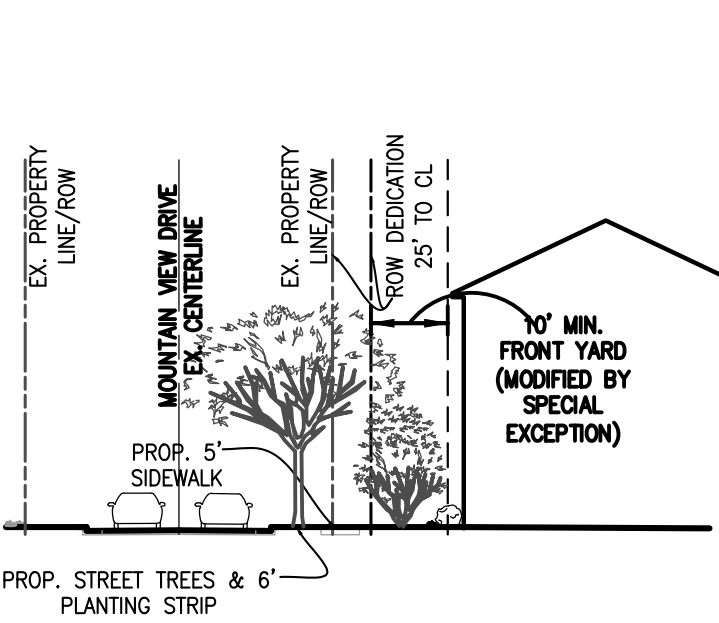 EX. PROPERTY
LINE/ROW
MOUNTAIN VIEW DRIVE
EX. CENTERLINE
EX. PROPERTY
LINE/ROW
ROW DEDICATION
25' TO CL
10' MIN.
FRONT YARD
(MODIFIED BY
SPECIAL
EXCEPTION)
PROP. 5'
SIDEWALK
PROP. STREET TREES & 6'
PLANTING STRIP